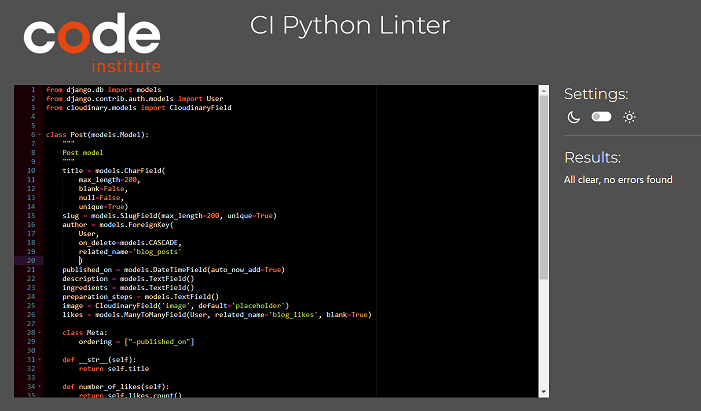 code
institute
CI Python Linter
1 from django.db import models
2 from django.contrib.auth.models import User
3 from cloudinary.models import CloudinaryField
4
5
6 class Post(models.Model):
7     """
8     Post model
9     """
10     title = models.CharField(
11         max_length=200,
12         blank=False,
13         null=False,
14         unique=True)
15     slug = models.SlugField(max_length=200, unique=True)
16     author = models.ForeignKey(
17         User,
18         on_delete=models.CASCADE,
19         related_name='blog_posts'
20         )
21     published_on = models.DateTimeField(auto_now_add=True)
22     description = models.TextField()
23     ingredients = models.TextField()
24     preparation_steps = models.TextField()
25     image = CloudinaryField('image', default='placeholder')
26     likes = models.ManyToManyField(User, related_name='blog_likes', blank=True)
27
28     class Meta:
29         ordering = ["-published_on"]
30
31     def __str__(self):
32         return self.title
33
34     def number_of_likes(self):
35         return self.likes.count()
Settings:
Results:
All clear, no errors found